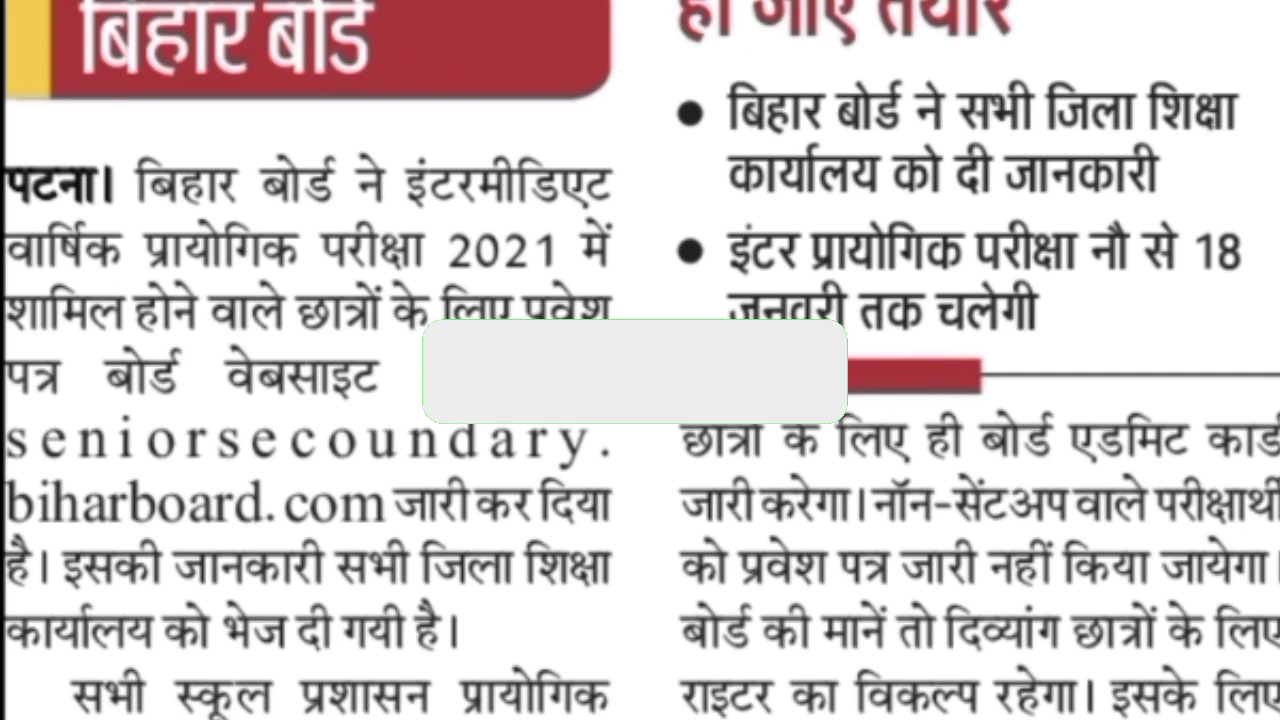 बिहार बोर्ड
पटना। बिहार बोर्ड ने इंटरमीडिएट
वार्षिक प्रायोगिक परीक्षा 2021 में
शामिल होने वाले छात्रों के लिए प्रवेश
पत्र बोर्ड वेबसाइट
seniorsecoundary.
biharboard.com जारी कर दिया
है। इसकी जानकारी सभी जिला शिक्षा
कार्यालय को भेज दी गयी है।
सभी स्कूल प्रशासन प्रायोगिक
हो जाएं तैयार
● बिहार बोर्ड ने सभी जिला शिक्षा
कार्यालय को दी जानकारी
● इंटर प्रायोगिक परीक्षा नौ से 18
जनवरी तक चलेगी
छात्रों के लिए ही बोर्ड एडमिट कार्ड
जारी करेगा। नॉन-सेंटअप वाले परीक्षार्थी
को प्रवेश पत्र जारी नहीं किया जायेगा।
बोर्ड की मानें तो दिव्यांग छात्रों के लिए
राइटर का विकल्प रहेगा। इसके लिए